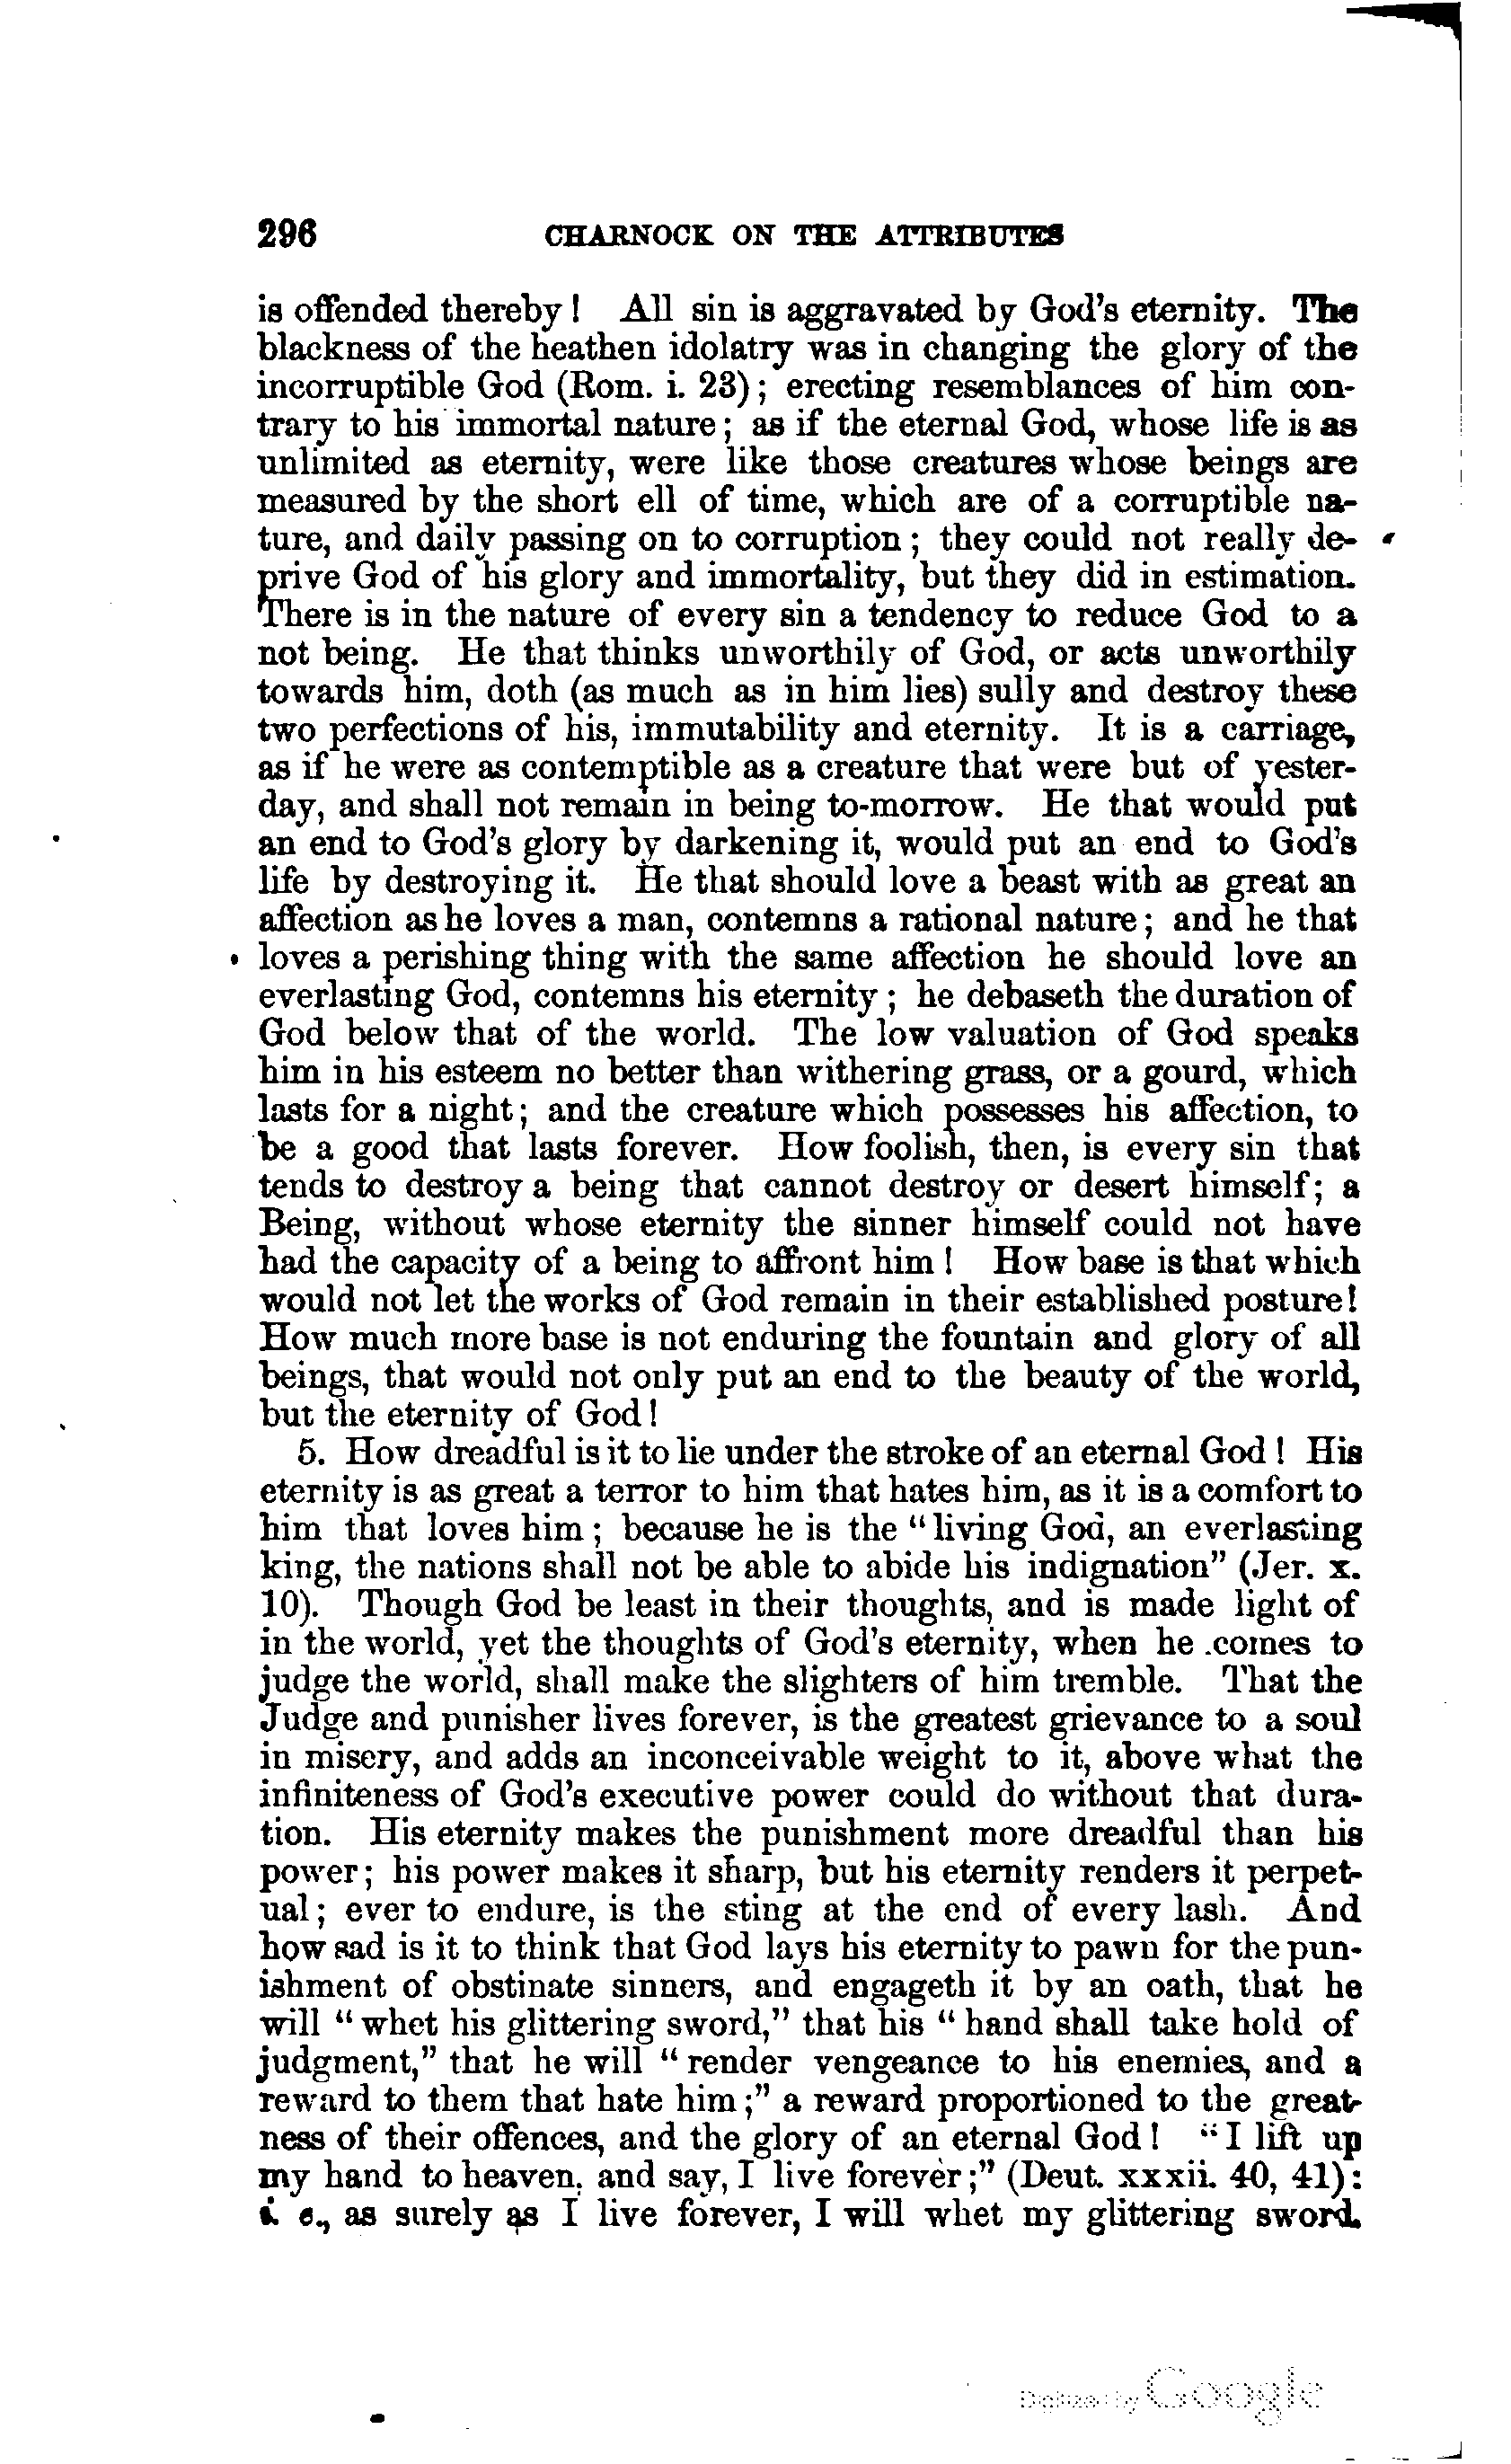 296 CHARNOCK ON THE ATTRIBUTES
is offended thereby! All sin is aggravated by God's eternity. The
blackness of the heathen idolatry was in changing the glory of the
incorruptible God (Rom. i. 23); erecting resemblances of him con-
trary to his immortal nature; as if the eternal God, whose life is as
unlimited as eternity, were like those creatures whose beings are
measured by the short ell of time, which are of a corruptible na-
ture, and daily passing on to corruption; they could not really de-
prive God of his glory and immortality, but they did in estimation.
There is in the nature of every sin a tendency to reduce God to a
not being. He that thinks unworthily of God, or acts unworthily
towards him, doth (as much as in him lies) sully and destroy these
two perfections of his, immutability and eternity. It is a carriage,
as if he were as contemptible as a creature that were but of yester-
day, and shall not remain in being to-morrow. He that would put
an end to God's glory by darkening it, would put an end to God's
life by destroying it. He that should love a beast with as great an
affection as he loves a man, contemns a rational nature; and he that
loves a perishing thing with the same affection he should love an
everlasting God, contemns his eternity; he debaseth the duration of
God below that of the world. The low valuation of God speaks
him in his esteem no better than withering grass, or a gourd, which
lasts for a night; and the creature which possesses his affection, to
be a good that lasts forever. How foolish, then, is every sin that
tends to destroy a being that cannot destroy or desert himself; a
Being, without whose eternity the sinner himself could not have
had the capacity of a being to affront him! How base is that which
would not let the works of God remain in their established posture!
How much more base is not enduring the fountain and glory of all
beings, that would not only put an end to the beauty of the world,
but the eternity of God!
5. How dreadful is it to lie under the stroke of an eternal God! His
eternity is as great a terror to him that hates him, as it is a comfort to
him that loves him; because he is the "living God, an everlasting
king, the nations shall not be able to abide his indignation" (Jer. x.
10). Though God be least in their thoughts, and is made light of
in the world, yet the thoughts of God's eternity, when he comes to
judge the world, shall make the slighters of him tremble. That the
Judge and punisher lives forever, is the greatest grievance to a soul
in misery, and adds an inconceivable weight to it, above what the
infiniteness of God's executive power could do without that dura-
tion. His eternity makes the punishment more dreadful than his
power; his power makes it sharp, but his eternity renders it perpet-
ual; ever to endure, is the sting at the end of every lash. And
how sad is it to think that God lays his eternity to pawn for the pun-
ishment of obstinate sinners, and engageth it by an oath, that he
will "whet his glittering sword," that his "hand shall take hold of
judgment," that he will "render vengeance to his enemies, and a
reward to them that hate him;" a reward proportioned to the great-
ness of their offences, and the glory of an eternal God! "I lift up
my hand to heaven, and say, I live forever;" (Deut. xxxii. 40, 41):
i. e., as surely as I live forever, I will whet my glittering sword.
Digitized by Google